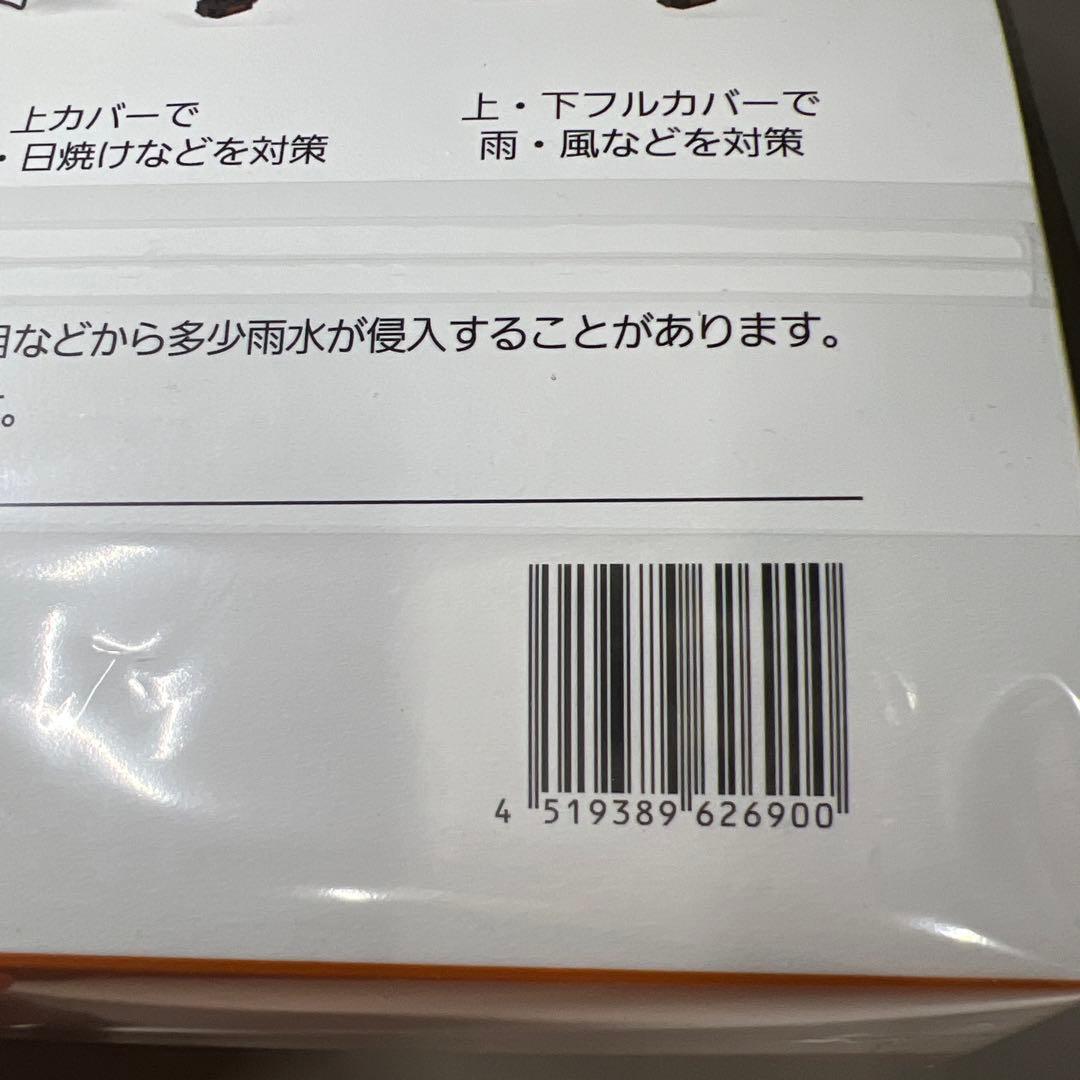 上カバーで
・日焼けなどを対策
上・下フルカバーで
雨・風などを対策
目などから多少雨水が侵入することがあります。
。
4 519389 626900